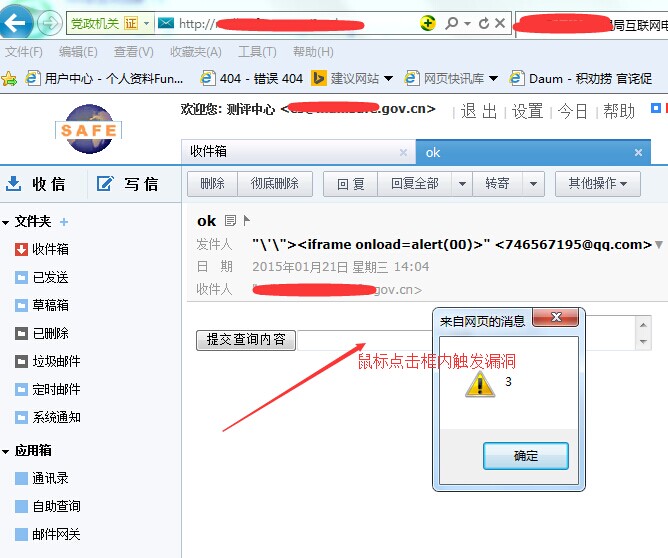 党政机关 证 http:/ 局互联网电
文件(F) 编辑(E) 查看(V) 收藏夹(A) 工具(T) 帮助(H)
用户中心 - 个人资料Fun... 404 - 错误 404 建议网站 网页快讯库 Daum - 积劝捞 官诧促
SAFE
欢迎您: 测评中心 .gov.cn> | 退 出 | 设置 | 今日 | 帮助
收件箱 × ok ×
收 信 写 信
删除 彻底删除 回 复 回复全部 转寄 其他操作
文件夹 +
收件箱
已发送
草稿箱
已删除
垃圾邮件
定时邮件
系统通知
应用箱
通讯录
自助查询
邮件网关
ok
发件人 "\'\"><iframe onload=alert(00)>" <746567195@qq.com>
日 期 2015年01月21日 星期三 14:04
收件人 .gov.cn>
提交查询内容
鼠标点击框内触发漏洞
来自网页的消息
3
确定